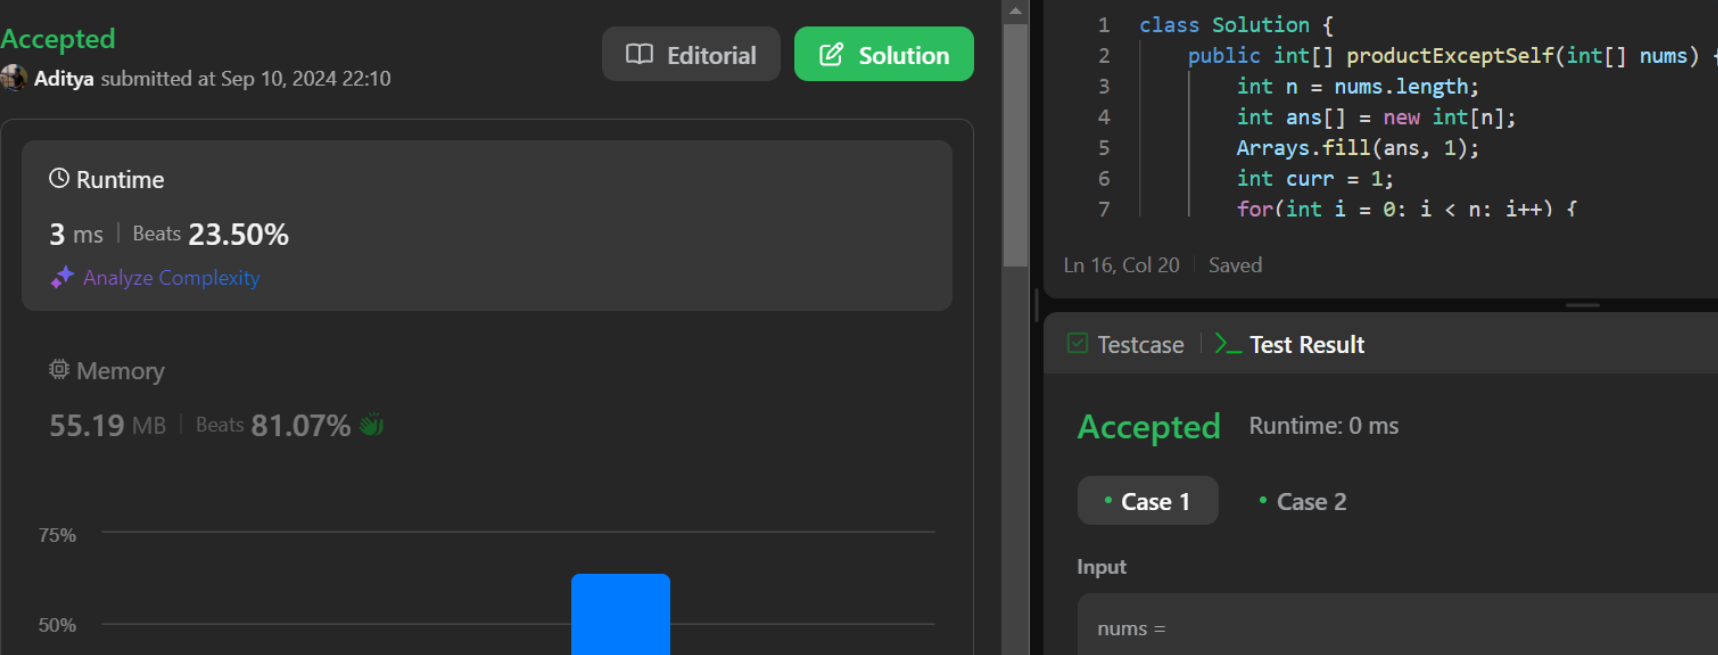 Accepted
Aditya submitted at Sep 10, 2024 22:10
Editorial
Solution
Runtime
3 ms | Beats 23.50%
Analyze Complexity
Memory
55.19 MB | Beats 81.07%
75%
50%
1 class Solution {
2 public int[] productExceptSelf(int[] nums) {
3 int n = nums.length;
4 int ans[] = new int[n];
5 Arrays.fill(ans, 1);
6 int curr = 1;
7 for(int i = 0; i < n; i++) {
Ln 16, Col 20 | Saved
Testcase | >_ Test Result
Accepted Runtime: 0 ms
• Case 1 • Case 2
Input
nums =